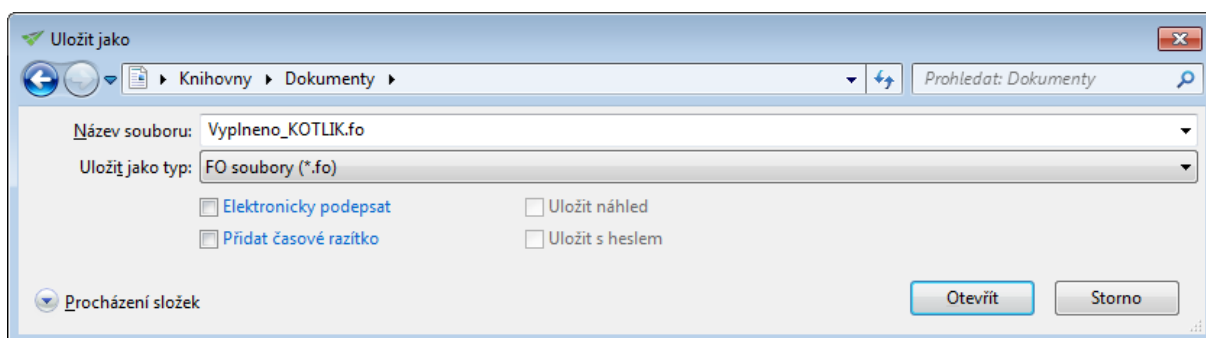 Uložit jako
Knihovny Dokumenty Prohledat: Dokumenty
Název souboru: Vyplneno_KOTLIK.fo
Uložit jako typ: FO soubory (*.fo)
Elektronicky podepsat Uložit náhled
Přidat časové razítko Uložit s heslem
Procházení složek Otevřít Storno